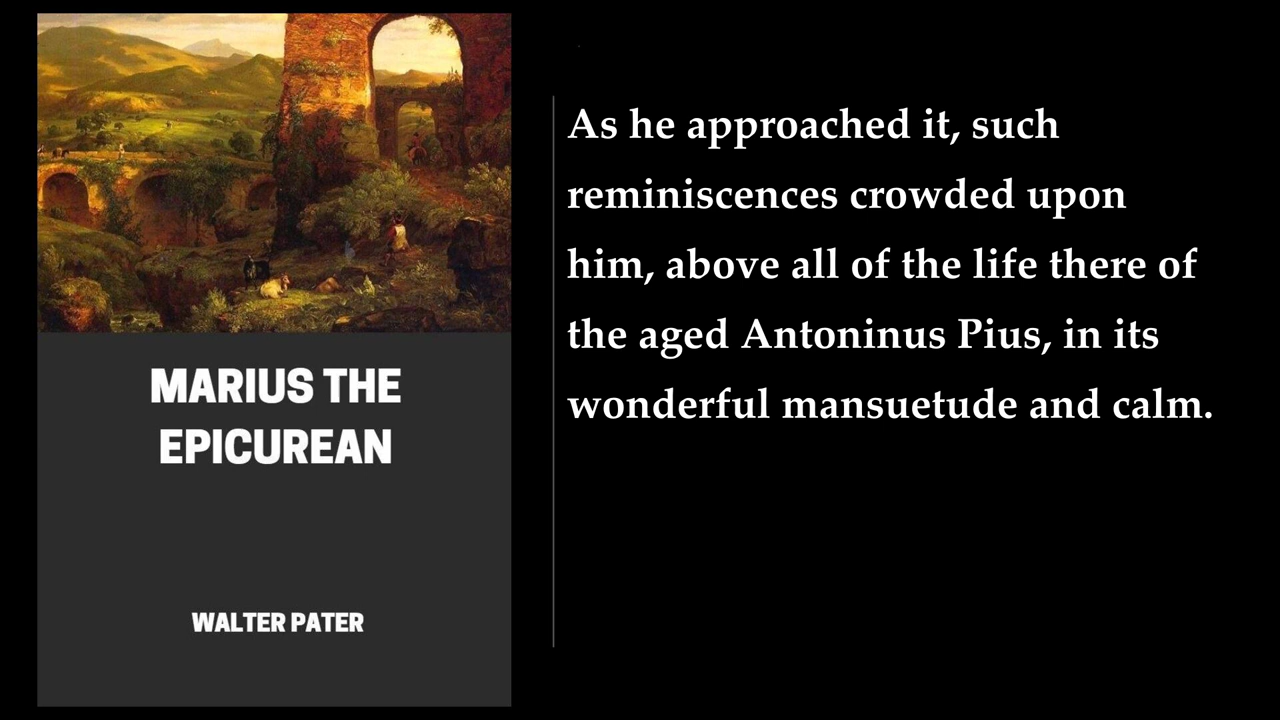 MARIUS THE
EPICUREAN
WALTER PATER
As he approached it, such
reminiscences crowded upon
him, above all of the life there of
the aged Antoninus Pius, in its
wonderful mansuetude and calm.